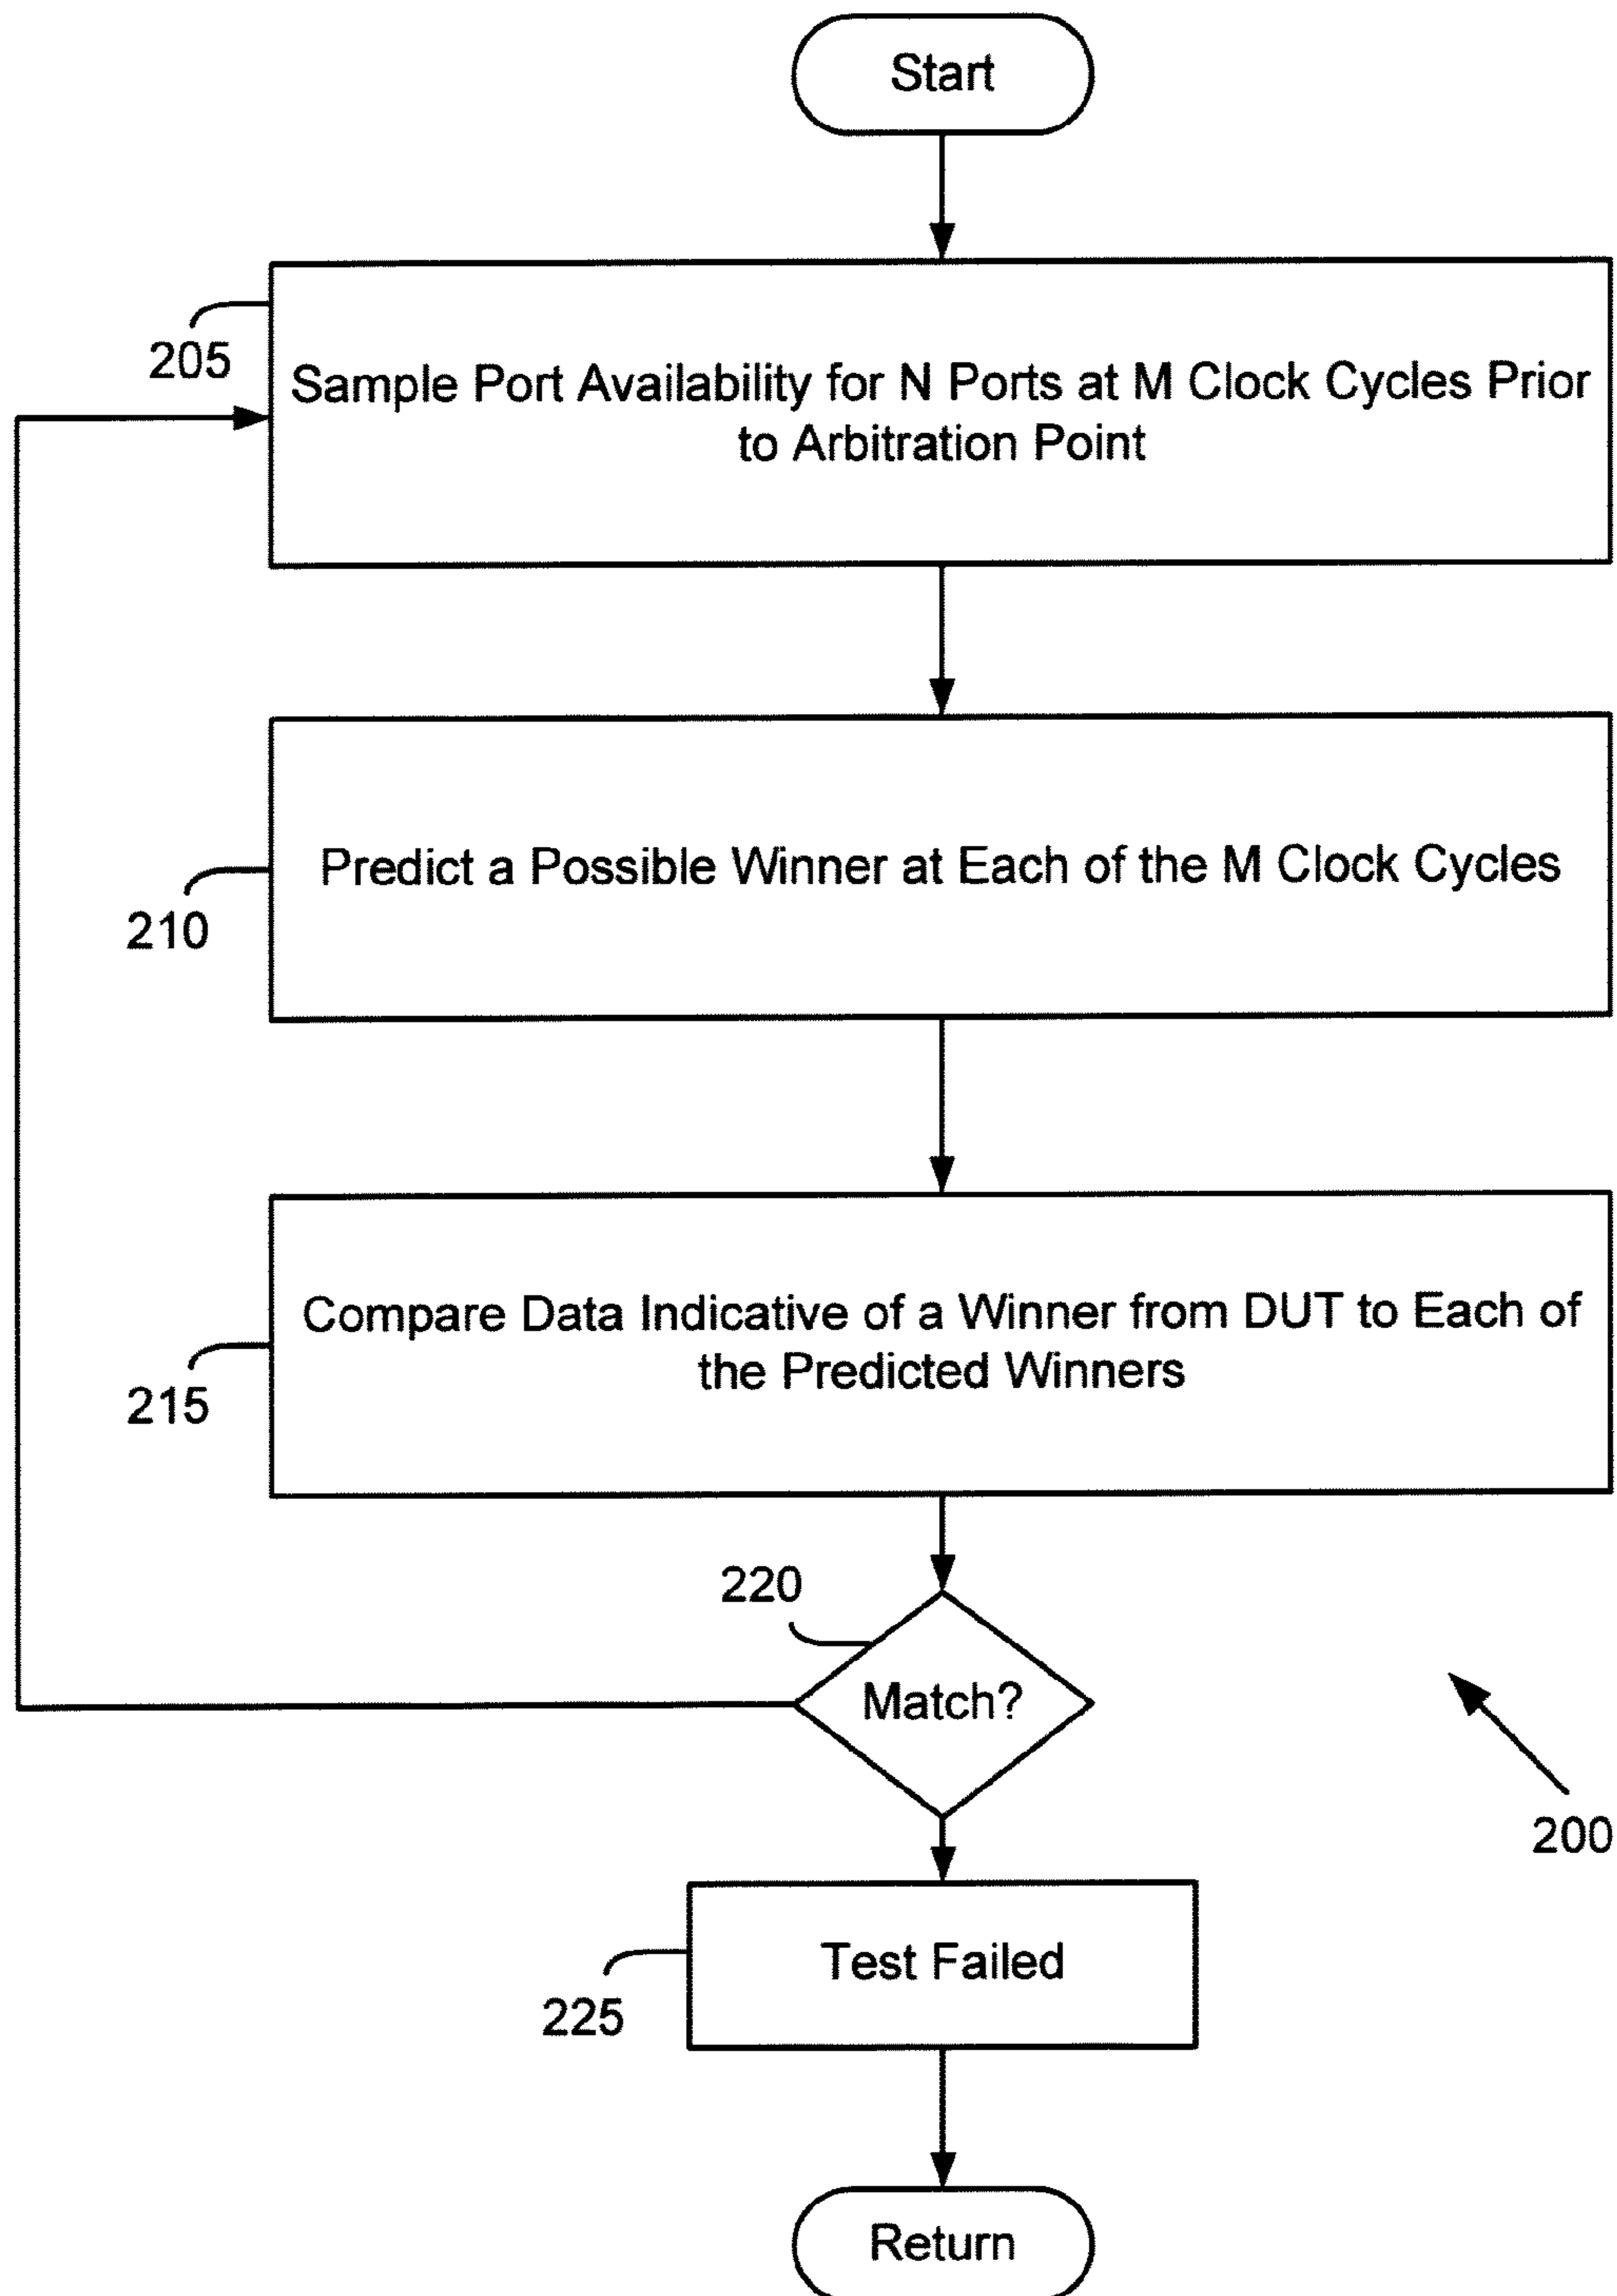 Start
205
Sample Port Availability for N Ports at M Clock Cycles Prior
to Arbitration Point
Predict a Possible Winner at Each of the M Clock Cycles
210
Compare Data Indicative of a Winner from DUT to Each of
the Predicted Winners
215
220
Match?
200
Test Failed
225
Return